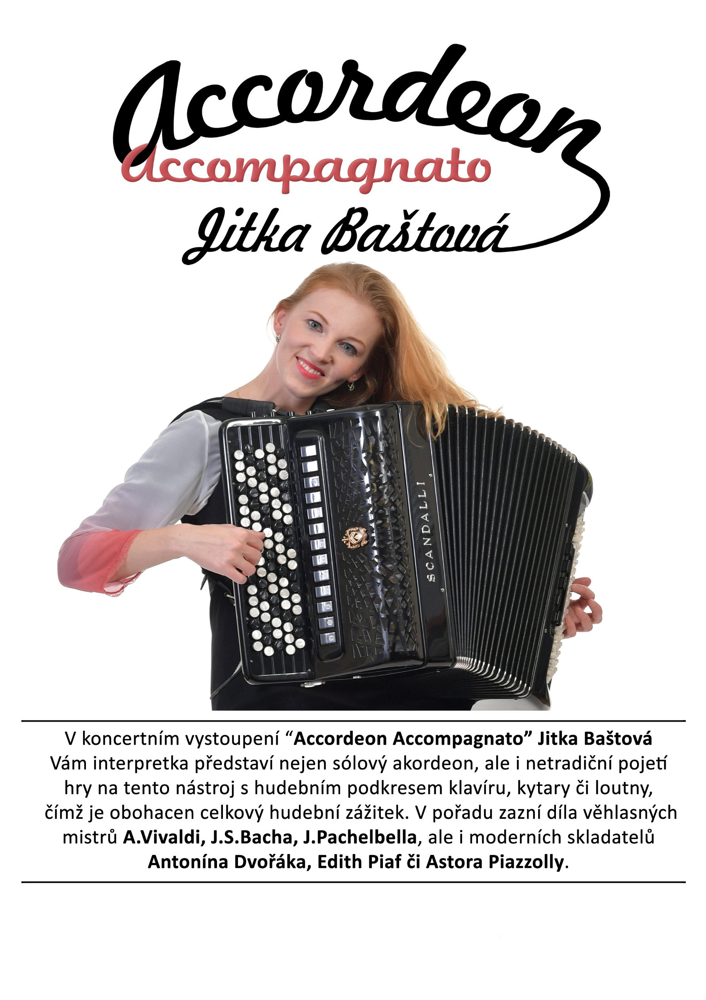 Accordeon
Accompagnato
Jitka Baštová
SCANDALLI
V koncertním vystoupení “Accordeon Accompagnato” Jitka Baštová
Vám interpretka představí nejen sólový akordeon, ale i netradiční pojetí
hry na tento nástroj s hudebním podkresem klavíru, kytary či loutny,
čímž je obohacen celkový hudební zážitek. V pořadu zazní díla věhlasných
mistrů A.Vivaldi, J.S.Bacha, J.Pachelbella, ale i moderních skladatelů
Antonína Dvořáka, Edith Piaf či Astora Piazzolly.